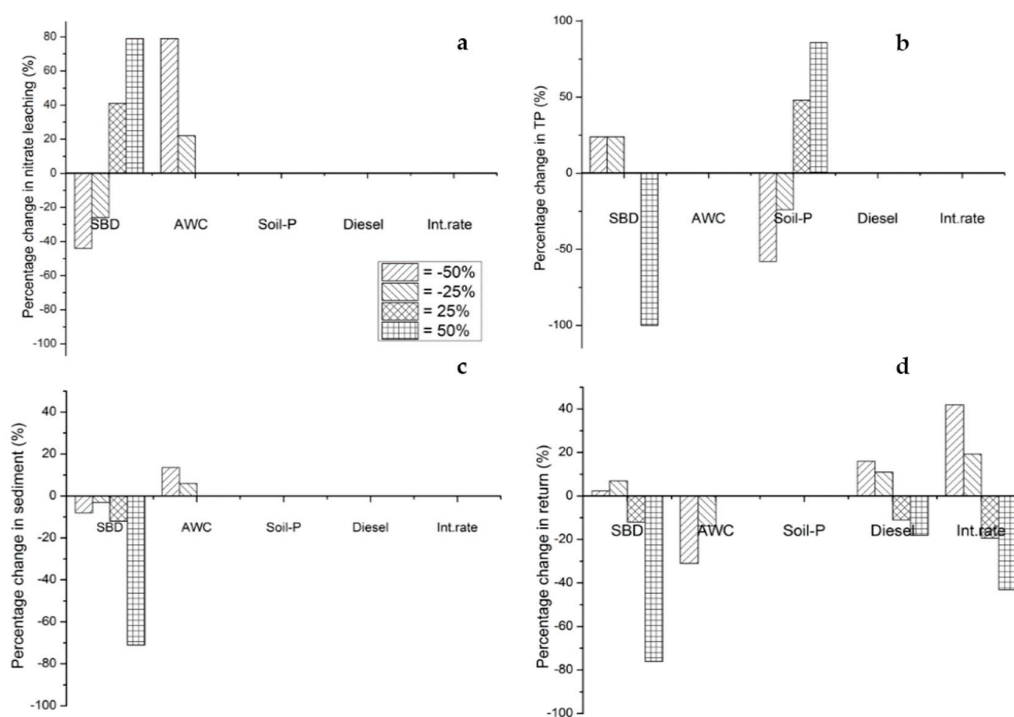 a
Percentage change in nitrate leaching (%)
80
60
40
20
0
-20
-40
-60
-80
-100
SBD
AWC
Soil-P
Diesel
Int.rate
= -50%
= -25%
= 25%
= 50%
b
Percentage change in TP (%)
100
50
0
-50
-100
SBD
AWC
Soil-P
Diesel
Int.rate
c
Percentage change in sediment (%)
40
20
0
-20
-40
-60
-80
-100
SBD
AWC
Soil-P
Diesel
Int.rate
d
Percentage change in return (%)
40
20
0
-20
-40
-60
-80
-100
SBD
AWC
Soil-P
Diesel
Int.rate